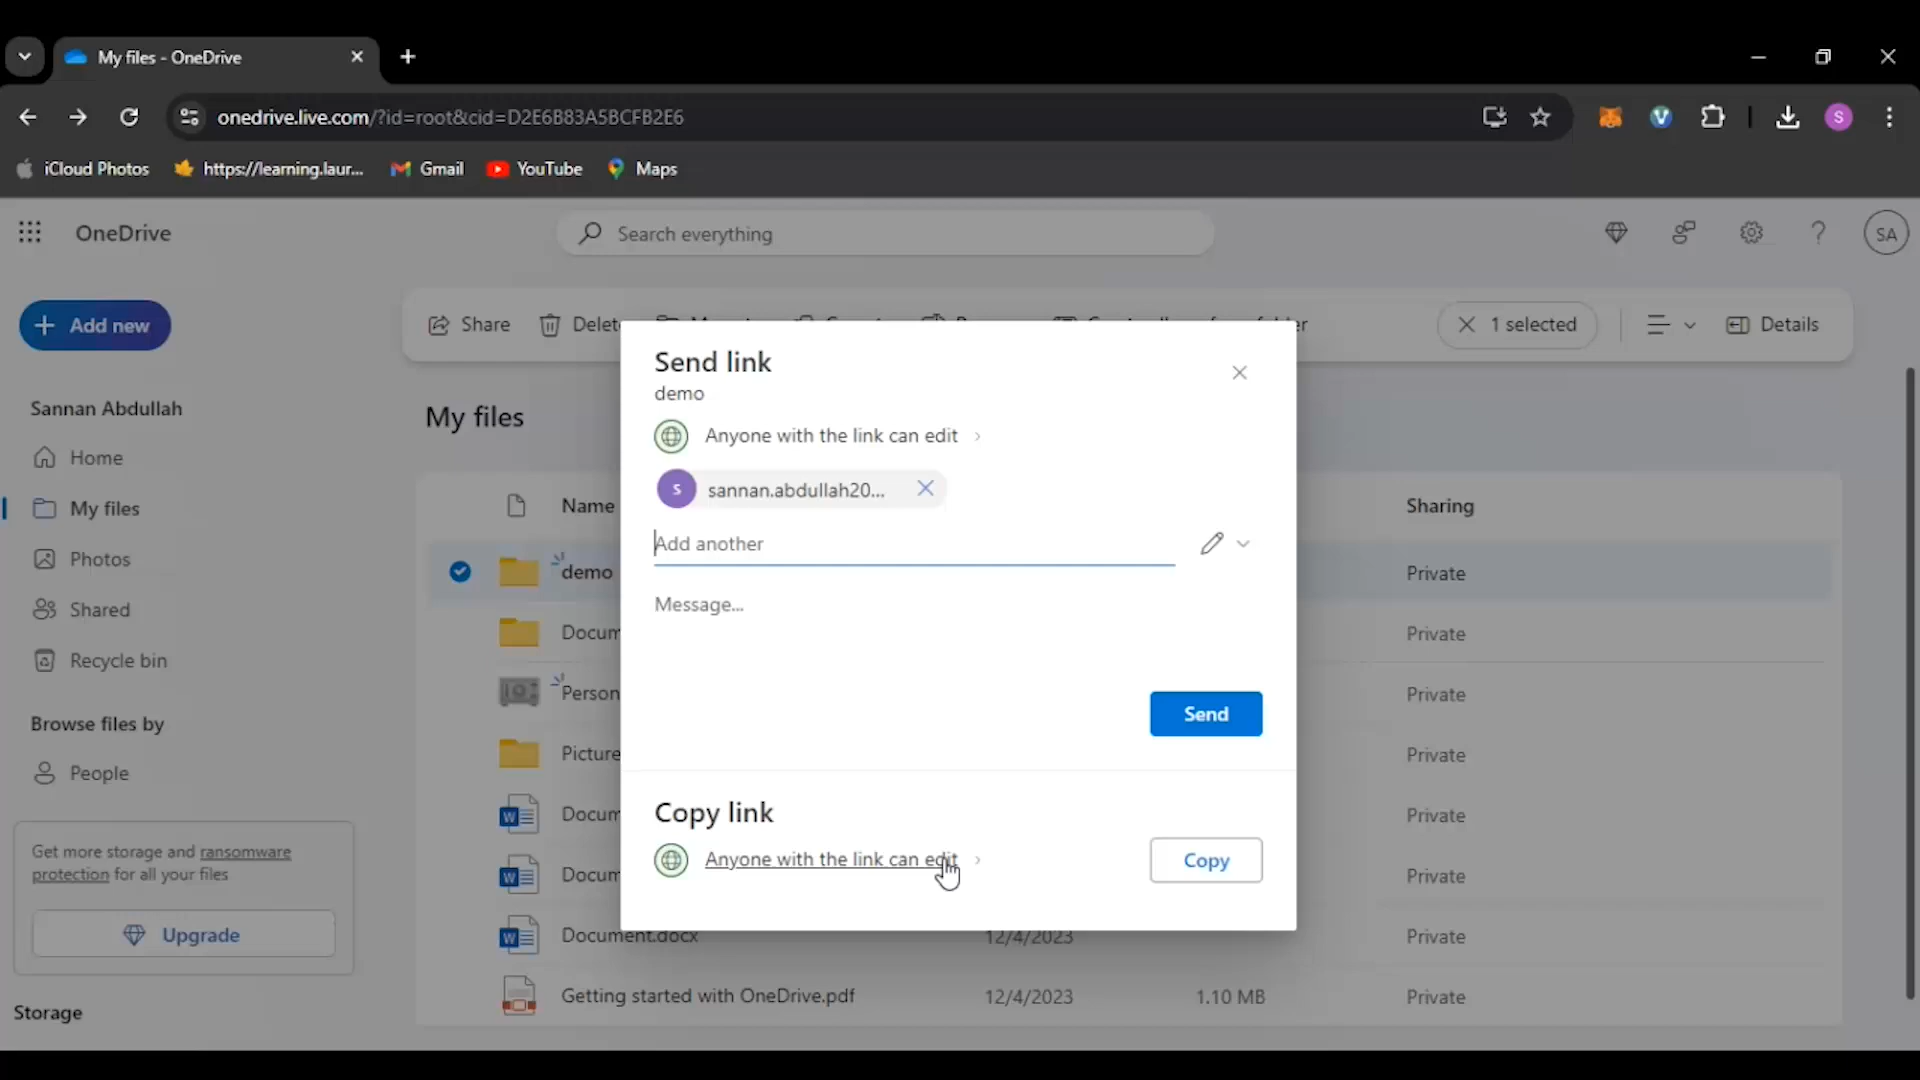 My files - OneDrive
onedrive.live.com/?id=root&cid=D2E6B83A5BCFB2E6
S
iCloud Photos
https://learning.laur...
Gmail
YouTube
Maps
OneDrive
Search everything
SA
Add new
Share
Delete
1 selected
Details
Sannan Abdullah
Home
My files
Photos
Shared
Recycle bin
Browse files by
People
Get more storage and ransomware
protection for all your files
Upgrade
Storage
My files
Name
Sharing
demo
Private
Docum
Private
Person
Private
Picture
Private
Docum
Private
Docum
Private
Document.docx
12/4/2023
Private
Getting started with OneDrive.pdf
12/4/2023
1.10 MB
Private
Send link
demo
Anyone with the link can edit
S
sannan.abdullah20...
Add another
Message...
Send
Copy link
Anyone with the link can edit
Copy